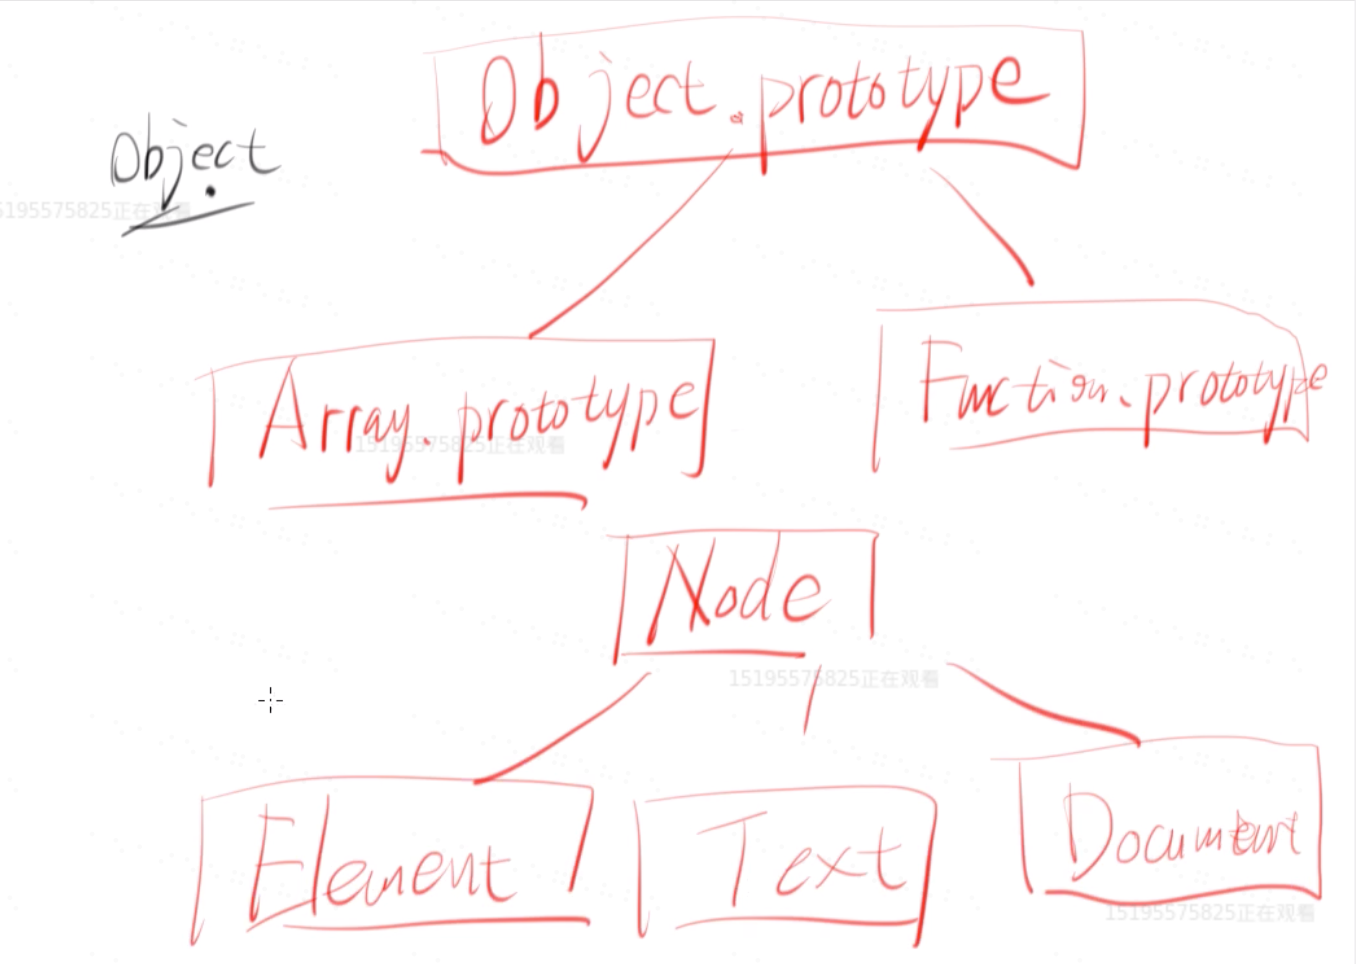 Object.prototype
Object
15195575825正在观看
Array.prototype
Function.prototype
15195575825正在观看
Node
15195575825正在观看
Element
Text
Document
15195575825正在观看